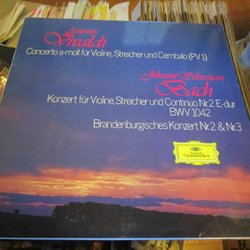 Antonio
Vivaldi
Concerto a-moll für Violine, Streicher und Cembalo (PV 1)
Johann Sebastian
Bach
Konzert für Violine, Streicher und Continuo Nr. 2 E-dur
BWV 1042
Brandenburgisches Konzert Nr. 2 & Nr. 3